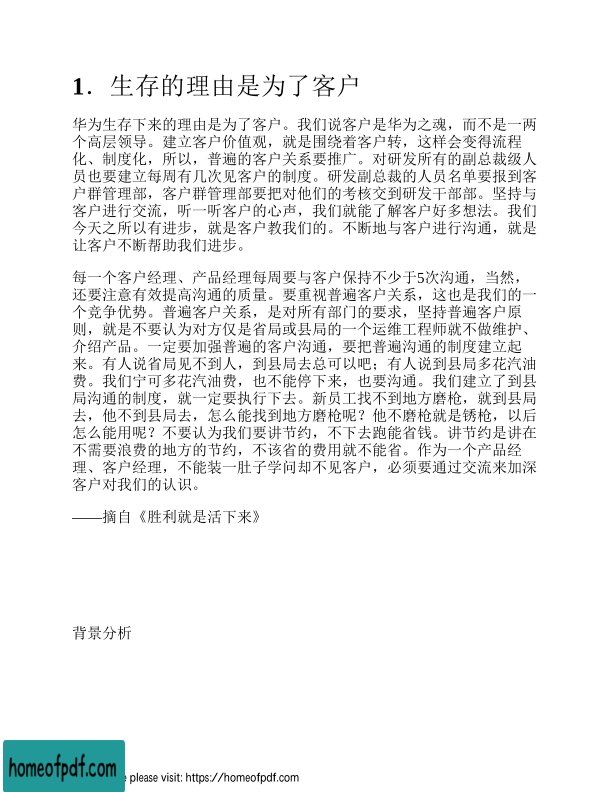 1．生存的理由是为了客户
华为生存下来的理由是为了客户。我们说客户是华为之魂，而不是一两
个高层领导。建立客户价值观，就是围绕着客户转，这样会变得流程
化、制度化，所以，普遍的客户关系要推广。对研发所有的副总裁级人
员也要建立每周有几次见客户的制度。研发副总裁的人员名单要报到客
户群管理部，客户群管理部要把对他们的考核交到研发干部部。坚持与
客户进行交流，听一听客户的心声，我们就能了解客户好多想法。我们
今天之所以有进步，就是客户教我们的。不断地与客户进行沟通，就是
让客户不断帮助我们进步。
每一个客户经理、产品经理每周要与客户保持不少于5次沟通，当然，
还要注意有效提高沟通的质量。要重视普遍客户关系，这也是我们的一
个竞争优势。普遍客户关系，是对所有部门的要求，坚持普遍客户原
则，就是不要认为对方仅是省局或县局的一个运维工程师就不做维护、
介绍产品。一定要加强普遍的客户沟通，要把普遍沟通的制度建立起
来。有人说省局见不到人，到县局去总可以吧；有人说到县局多花汽油
费。我们宁可多花汽油费，也不能停下来，也要沟通。我们建立了到县
局沟通的制度，就一定要执行下去。新员工找不到地方磨枪，就到县局
去，他不到县局去，怎么能找到地方磨枪呢？他不磨枪就是锈枪，以后
怎么能用呢？不要认为我们要讲节约，不下去跑能省钱。讲节约是讲在
不需要浪费的地方的节约，不该省的费用就不能省。作为一个产品经
理、客户经理，不能装一肚子学问却不见客户，必须要通过交流来加深
客户对我们的认识。
——摘自《胜利就是活下来》
背景分析
homeofpdf.com
e please visit: https://homeofpdf.com